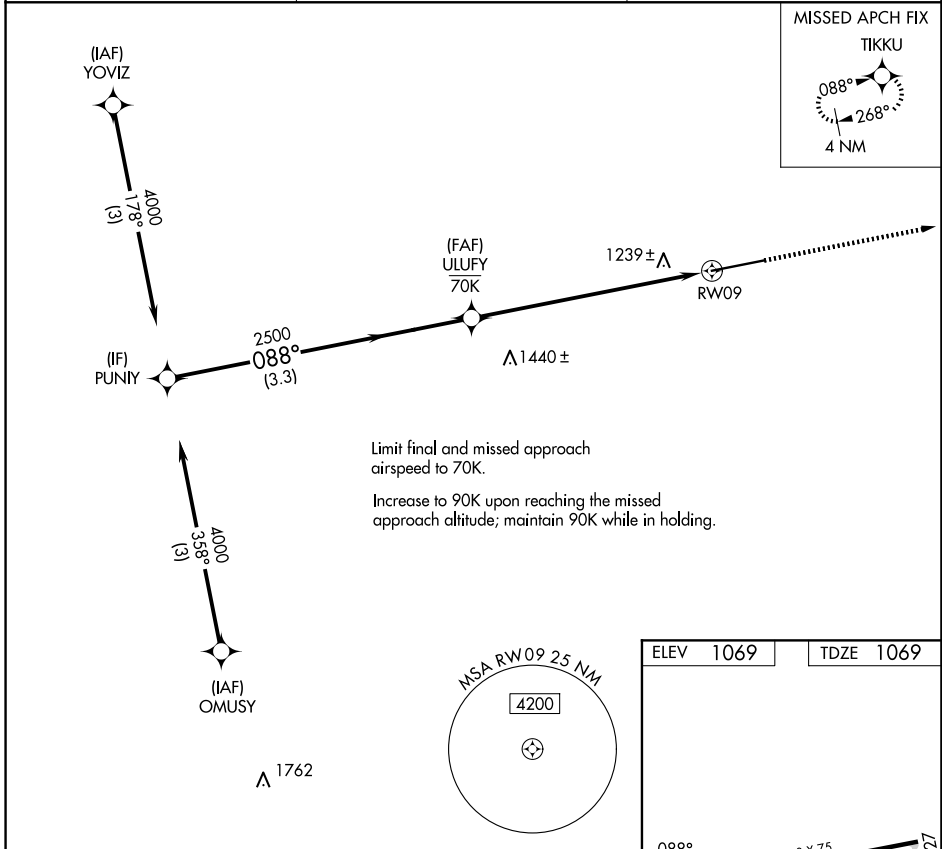 MISSED APCH FIX
TIKKU
088°
268°
4 NM
(IAF)
YOVIZ
4000
178°
(3)
(FAF)
ULUFY
70K
1239±
RW09
(IF)
PUNIY
2500
088°
(3.3)
1440±
Limit final and missed approach
airspeed to 70K.
Increase to 90K upon reaching the missed
approach altitude; maintain 90K while in holding.
4000
358°
(3)
(IAF)
OMUSY
1762
MSA RW09 25 NM
4200
ELEV 1069
TDZE 1069
088°
X 75
27